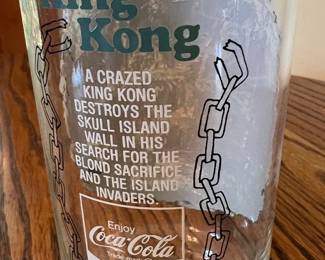 King
Kong
A CRAZED
KING KONG
DESTROYS THE
SKULL ISLAND
WALL IN HIS
SEARCH FOR THE
BLOND SACRIFICE
AND THE ISLAND
INVADERS.
Enjoy
Coca-Cola